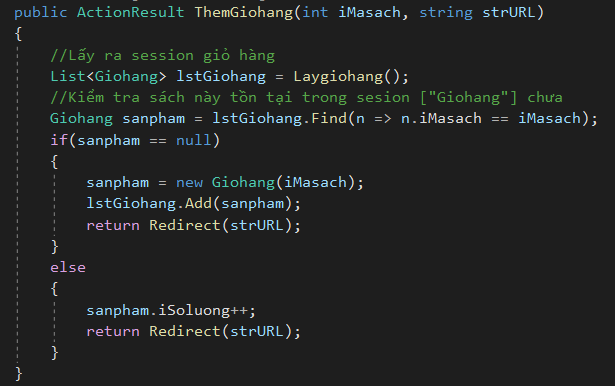 public ActionResult ThemGiohang(int iMasach, string strURL)
{
//Lấy ra session giỏ hàng
List<Giohang> lstGiohang = Laygiohang();
//Kiểm tra sách này tồn tại trong sesion ["Giohang"] chưa
Giohang sanpham = lstGiohang.Find(n => n.iMasach == iMasach);
if(sanpham == null)
{
sanpham = new Giohang(iMasach);
lstGiohang.Add(sanpham);
return Redirect(strURL);
}
else
{
sanpham.iSoluong++;
return Redirect(strURL);
}
}